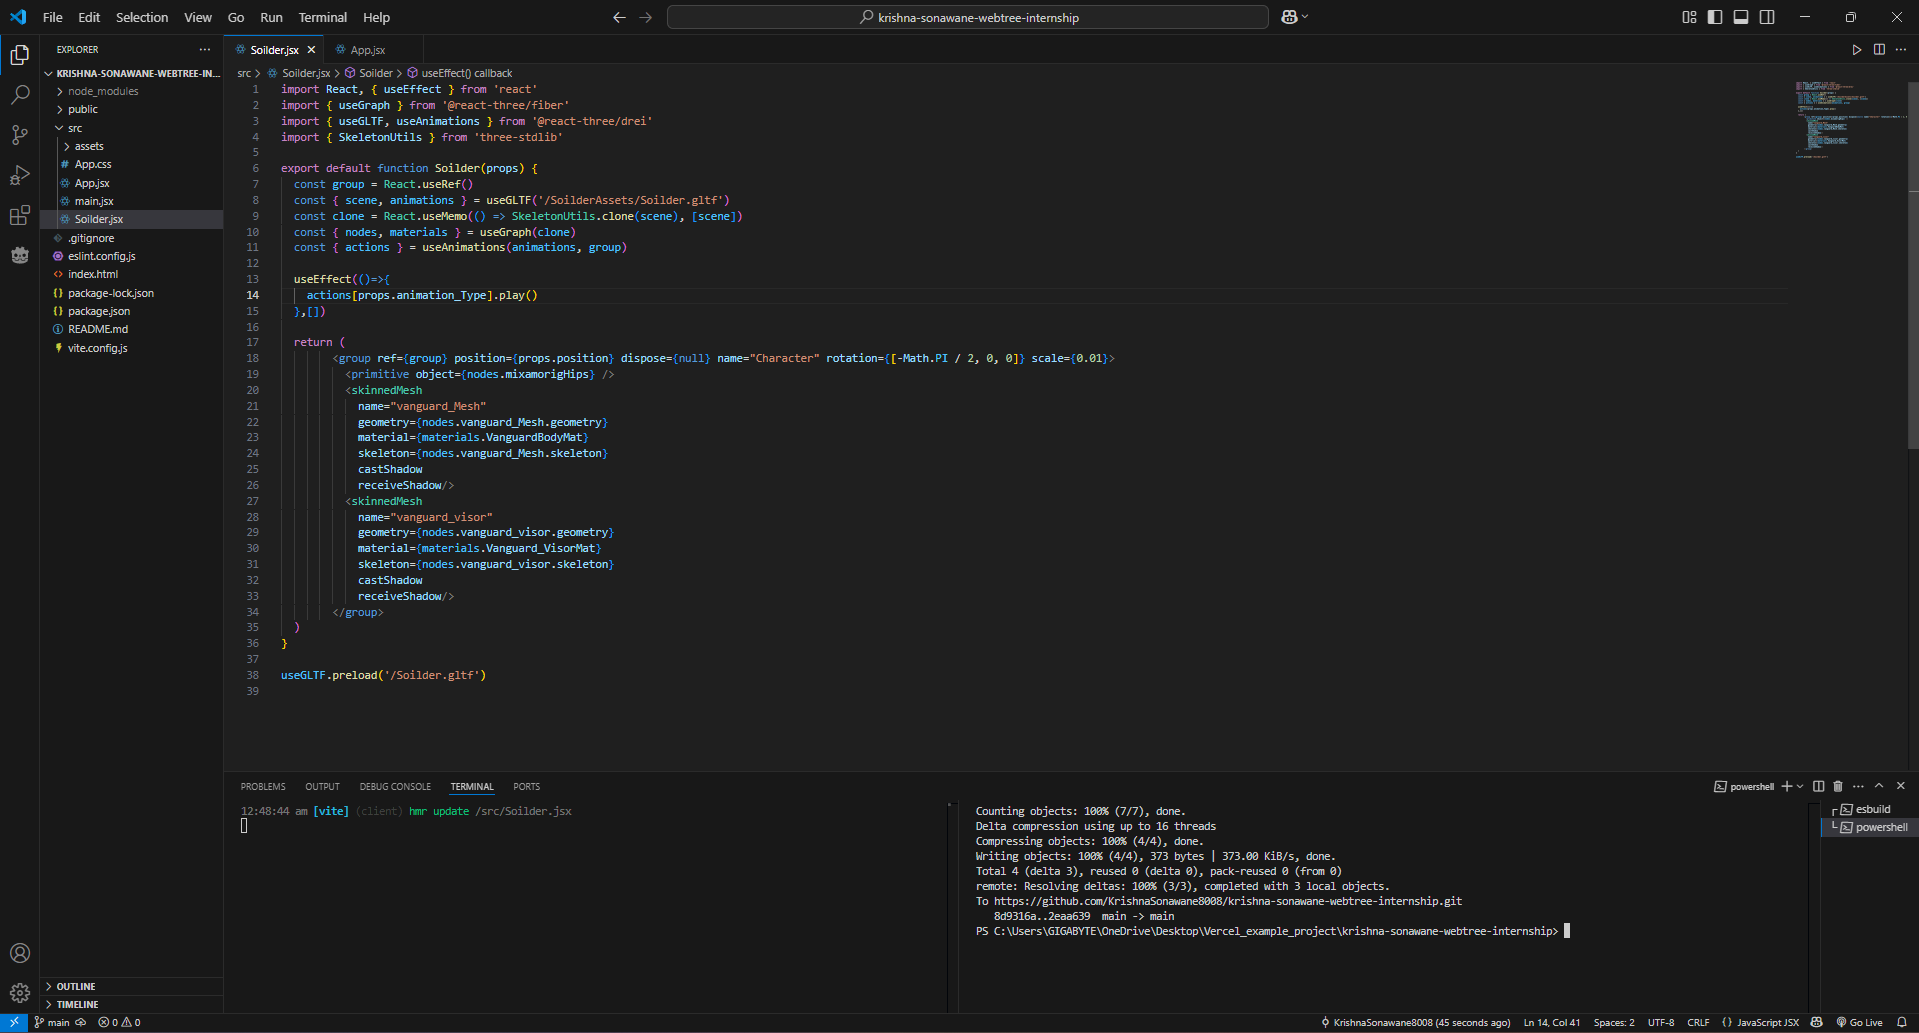 File Edit Selection View Go Run Terminal Help
krishna-sonawane-webtree-internship
EXPLORER
KRISHNA-SONAWANE-WEBTREE-IN...
node_modules
public
src
assets
App.css
App.jsx
main.jsx
Soilder.jsx
.gitignore
eslint.config.js
index.html
package-lock.json
package.json
README.md
vite.config.js
OUTLINE
TIMELINE
Soilder.jsx App.jsx
src > Soilder.jsx > Soilder > useEffect() callback
1 import React, { useEffect } from 'react'
2 import { useGraph } from '@react-three/fiber'
3 import { useGLTF, useAnimations } from '@react-three/drei'
4 import { SkeletonUtils } from 'three-stdlib'
5
6 export default function Soilder(props) {
7 const group = React.useRef()
8 const { scene, animations } = useGLTF('/SoilderAssets/Soilder.gltf')
9 const clone = React.useMemo(() => SkeletonUtils.clone(scene), [scene])
10 const { nodes, materials } = useGraph(clone)
11 const { actions } = useAnimations(animations, group)
12
13 useEffect(()=>{
14 actions[props.animation_Type].play()
15 },[])
16
17 return (
18 <group ref={group} position={props.position} dispose={null} name="Character" rotation={[-Math.PI / 2, 0, 0]} scale={0.01}>
19 <primitive object={nodes.mixamorigHips} />
20 <skinnedMesh
21 name="vanguard_Mesh"
22 geometry={nodes.vanguard_Mesh.geometry}
23 material={materials.VanguardBodyMat}
24 skeleton={nodes.vanguard_Mesh.skeleton}
25 castShadow
26 receiveShadow/>
27 <skinnedMesh
28 name="vanguard_visor"
29 geometry={nodes.vanguard_visor.geometry}
30 material={materials.Vanguard_VisorMat}
31 skeleton={nodes.vanguard_visor.skeleton}
32 castShadow
33 receiveShadow/>
34 </group>
35 )
36 }
37
38 useGLTF.preload('/Soilder.gltf')
39
PROBLEMS OUTPUT DEBUG CONSOLE TERMINAL PORTS
powershell
12:48:44 am [vite] (client) hmr update /src/Soilder.jsx
Counting objects: 100% (7/7), done.
Delta compression using up to 16 threads
Compressing objects: 100% (4/4), done.
Writing objects: 100% (4/4), 373 bytes | 373.00 KiB/s, done.
Total 4 (delta 3), reused 0 (delta 0), pack-reused 0 (from 0)
remote: Resolving deltas: 100% (3/3), completed with 3 local objects.
To https://github.com/KrishnaSonawane8008/krishna-sonawane-webtree-internship.git
8d9316a..2eaa639 main -> main
PS C:\Users\GIGABYTE\OneDrive\Desktop\Vercel_example_project\krishna-sonawane-webtree-internship>
esbuild
powershell
main 0 0 KrishnaSonawane8008 (45 seconds ago) Ln 14, Col 41 Spaces: 2 UTF-8 CRLF {} JavaScript JSX Go Live